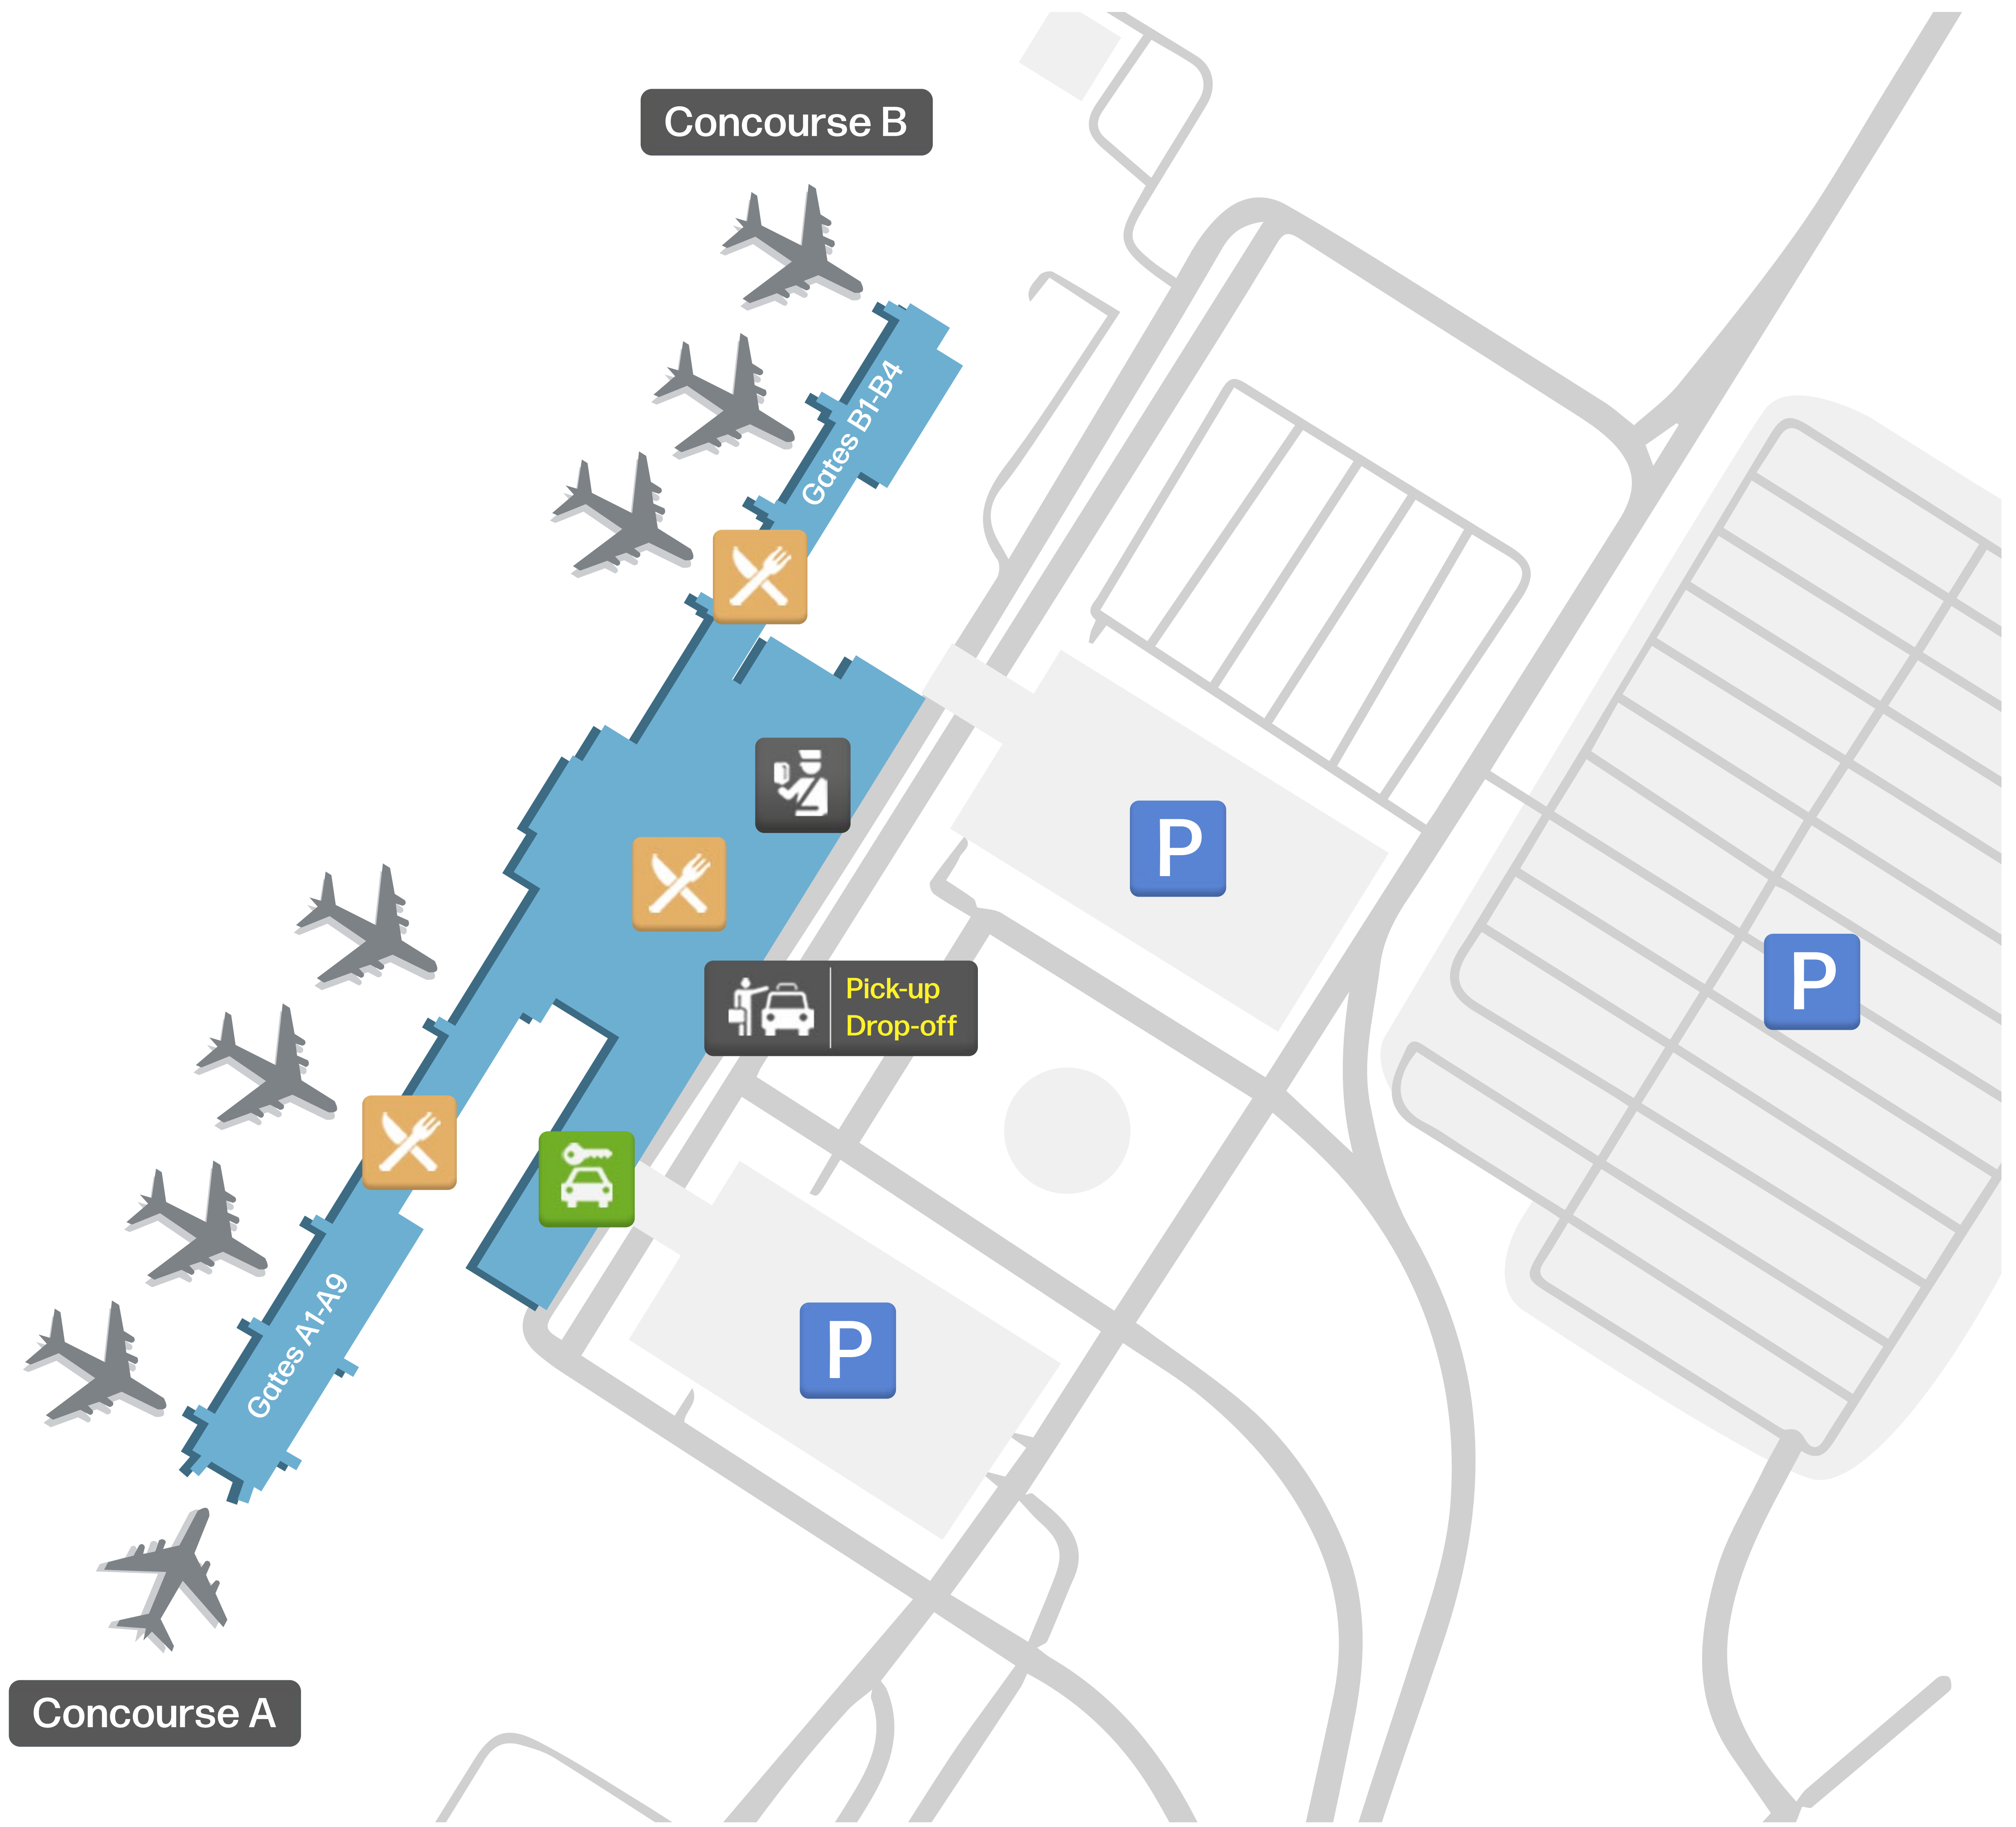 Concourse B
Gates B1-B4
P
P
Pick-up
Drop-off
Gates A1-A9
P
Concourse A